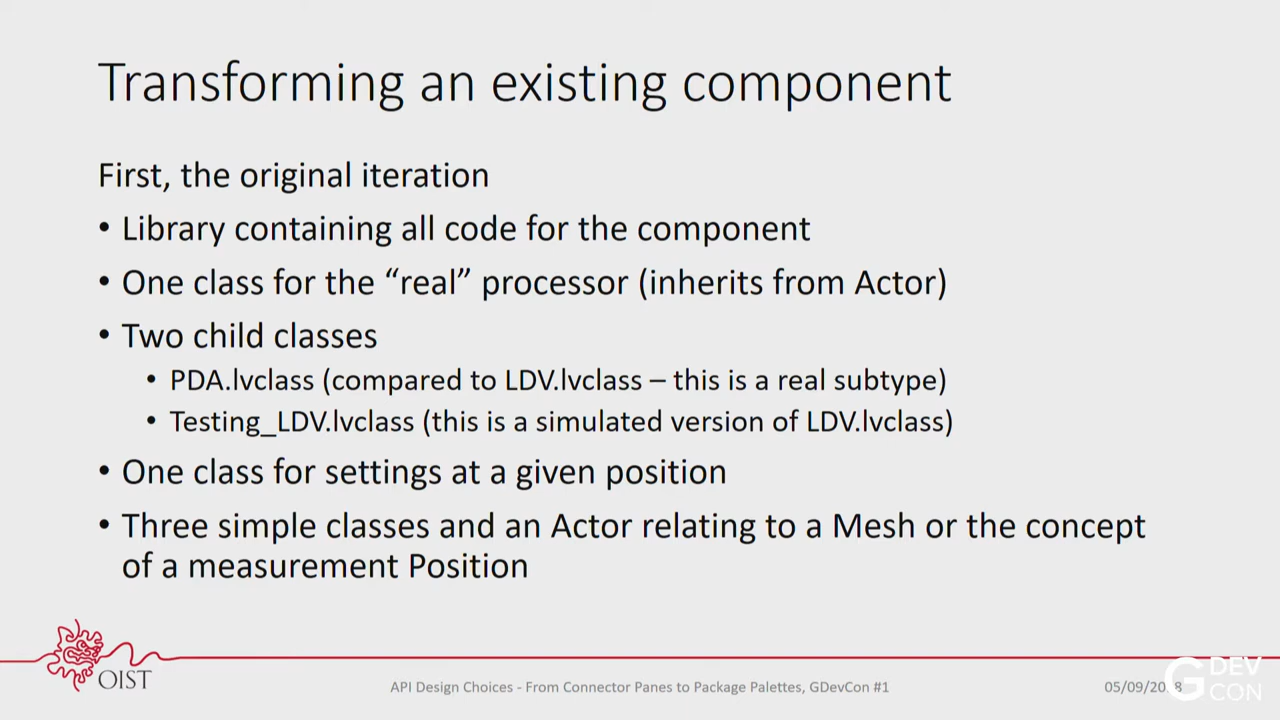 Transforming an existing component
First, the original iteration
• Library containing all code for the component
• One class for the “real” processor (inherits from Actor)
• Two child classes
• PDA.lvclass (compared to LDV.lvclass – this is a real subtype)
• Testing_LDV.lvclass (this is a simulated version of LDV.lvclass)
• One class for settings at a given position
• Three simple classes and an Actor relating to a Mesh or the concept
of a measurement Position
OIST
API Design Choices - From Connector Panes to Package Palettes, GDevCon #1
05/09/2018
G DEV
CON